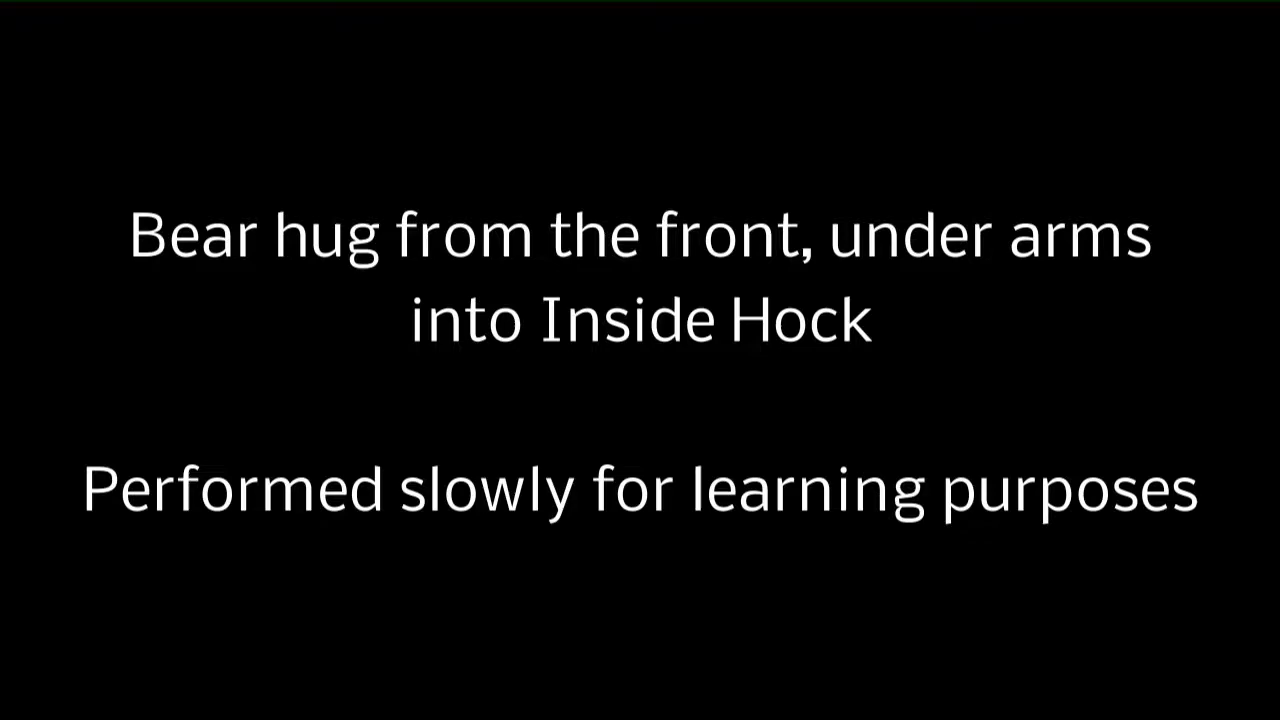 Bear hug from the front, under arms
into Inside Hock
Performed slowly for learning purposes